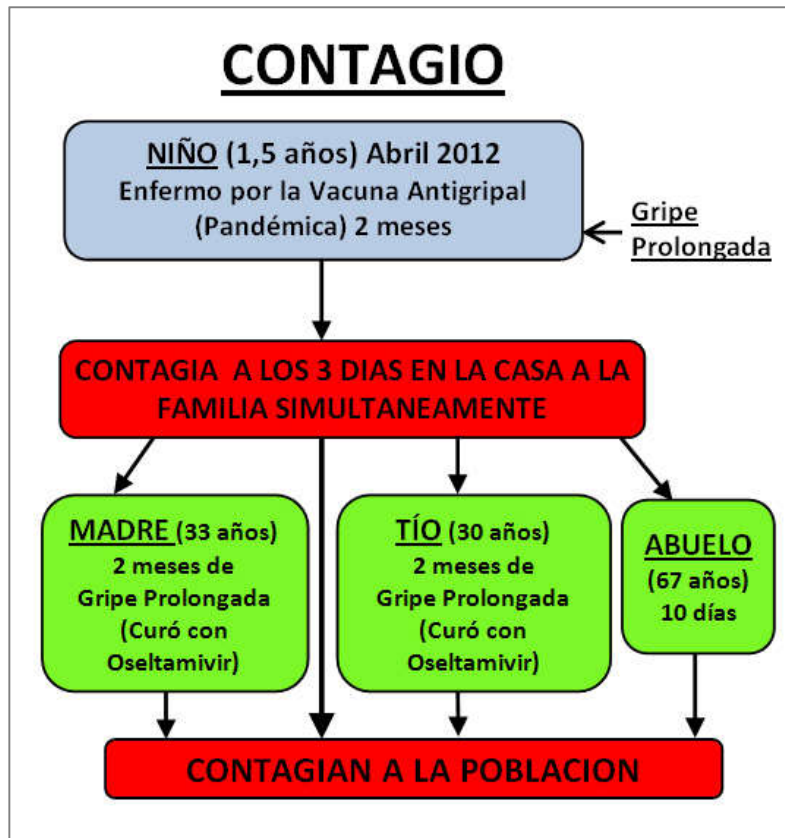 CONTAGIO
NIÑO (1,5 años) Abril 2012
Enfermo por la Vacuna Antigripal
(Pandémica) 2 meses
Gripe
Prolongada
CONTAGIA A LOS 3 DIAS EN LA CASA A LA
FAMILIA SIMULTANEAMENTE
MADRE (33 años)
2 meses de
Gripe Prolongada
(Curó con
Oseltamivir)
TÍO (30 años)
2 meses de
Gripe Prolongada
(Curó con
Oseltamivir)
ABUELO
(67 años)
10 días
CONTAGIAN A LA POBLACION